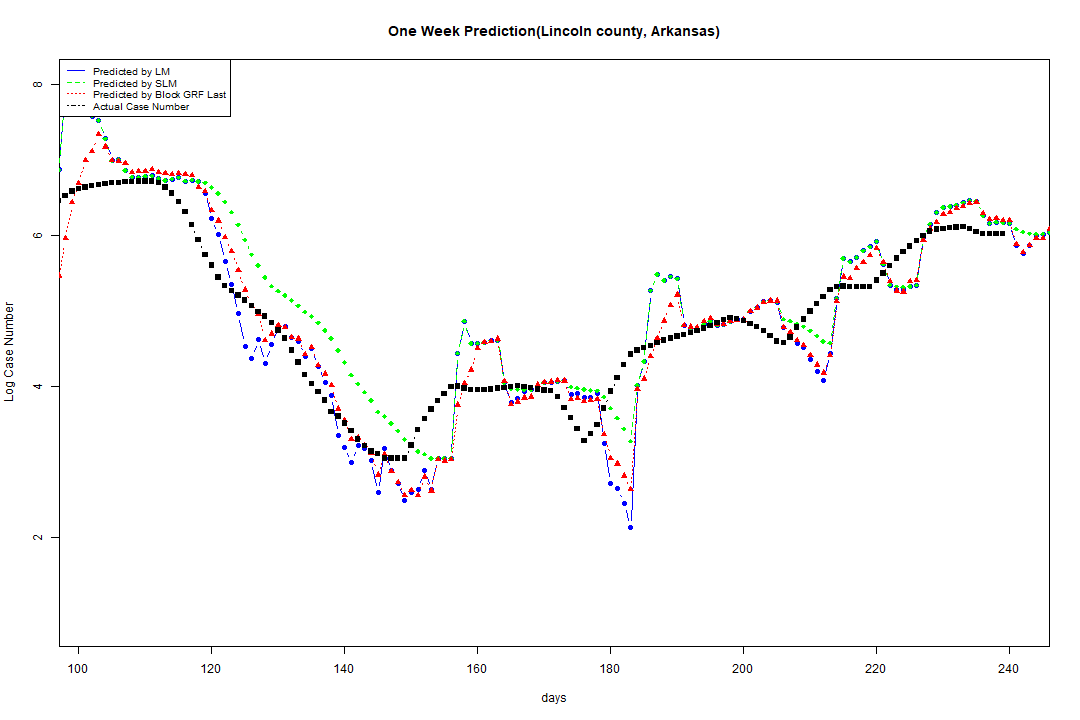 One Week Prediction(Lincoln county, Arkansas)
Predicted by LM
Predicted by SLM
Predicted by Block GRF Last
Actual Case Number
8
6
4
2
Log Case Number
100 120 140 160 180 200 220 240
days